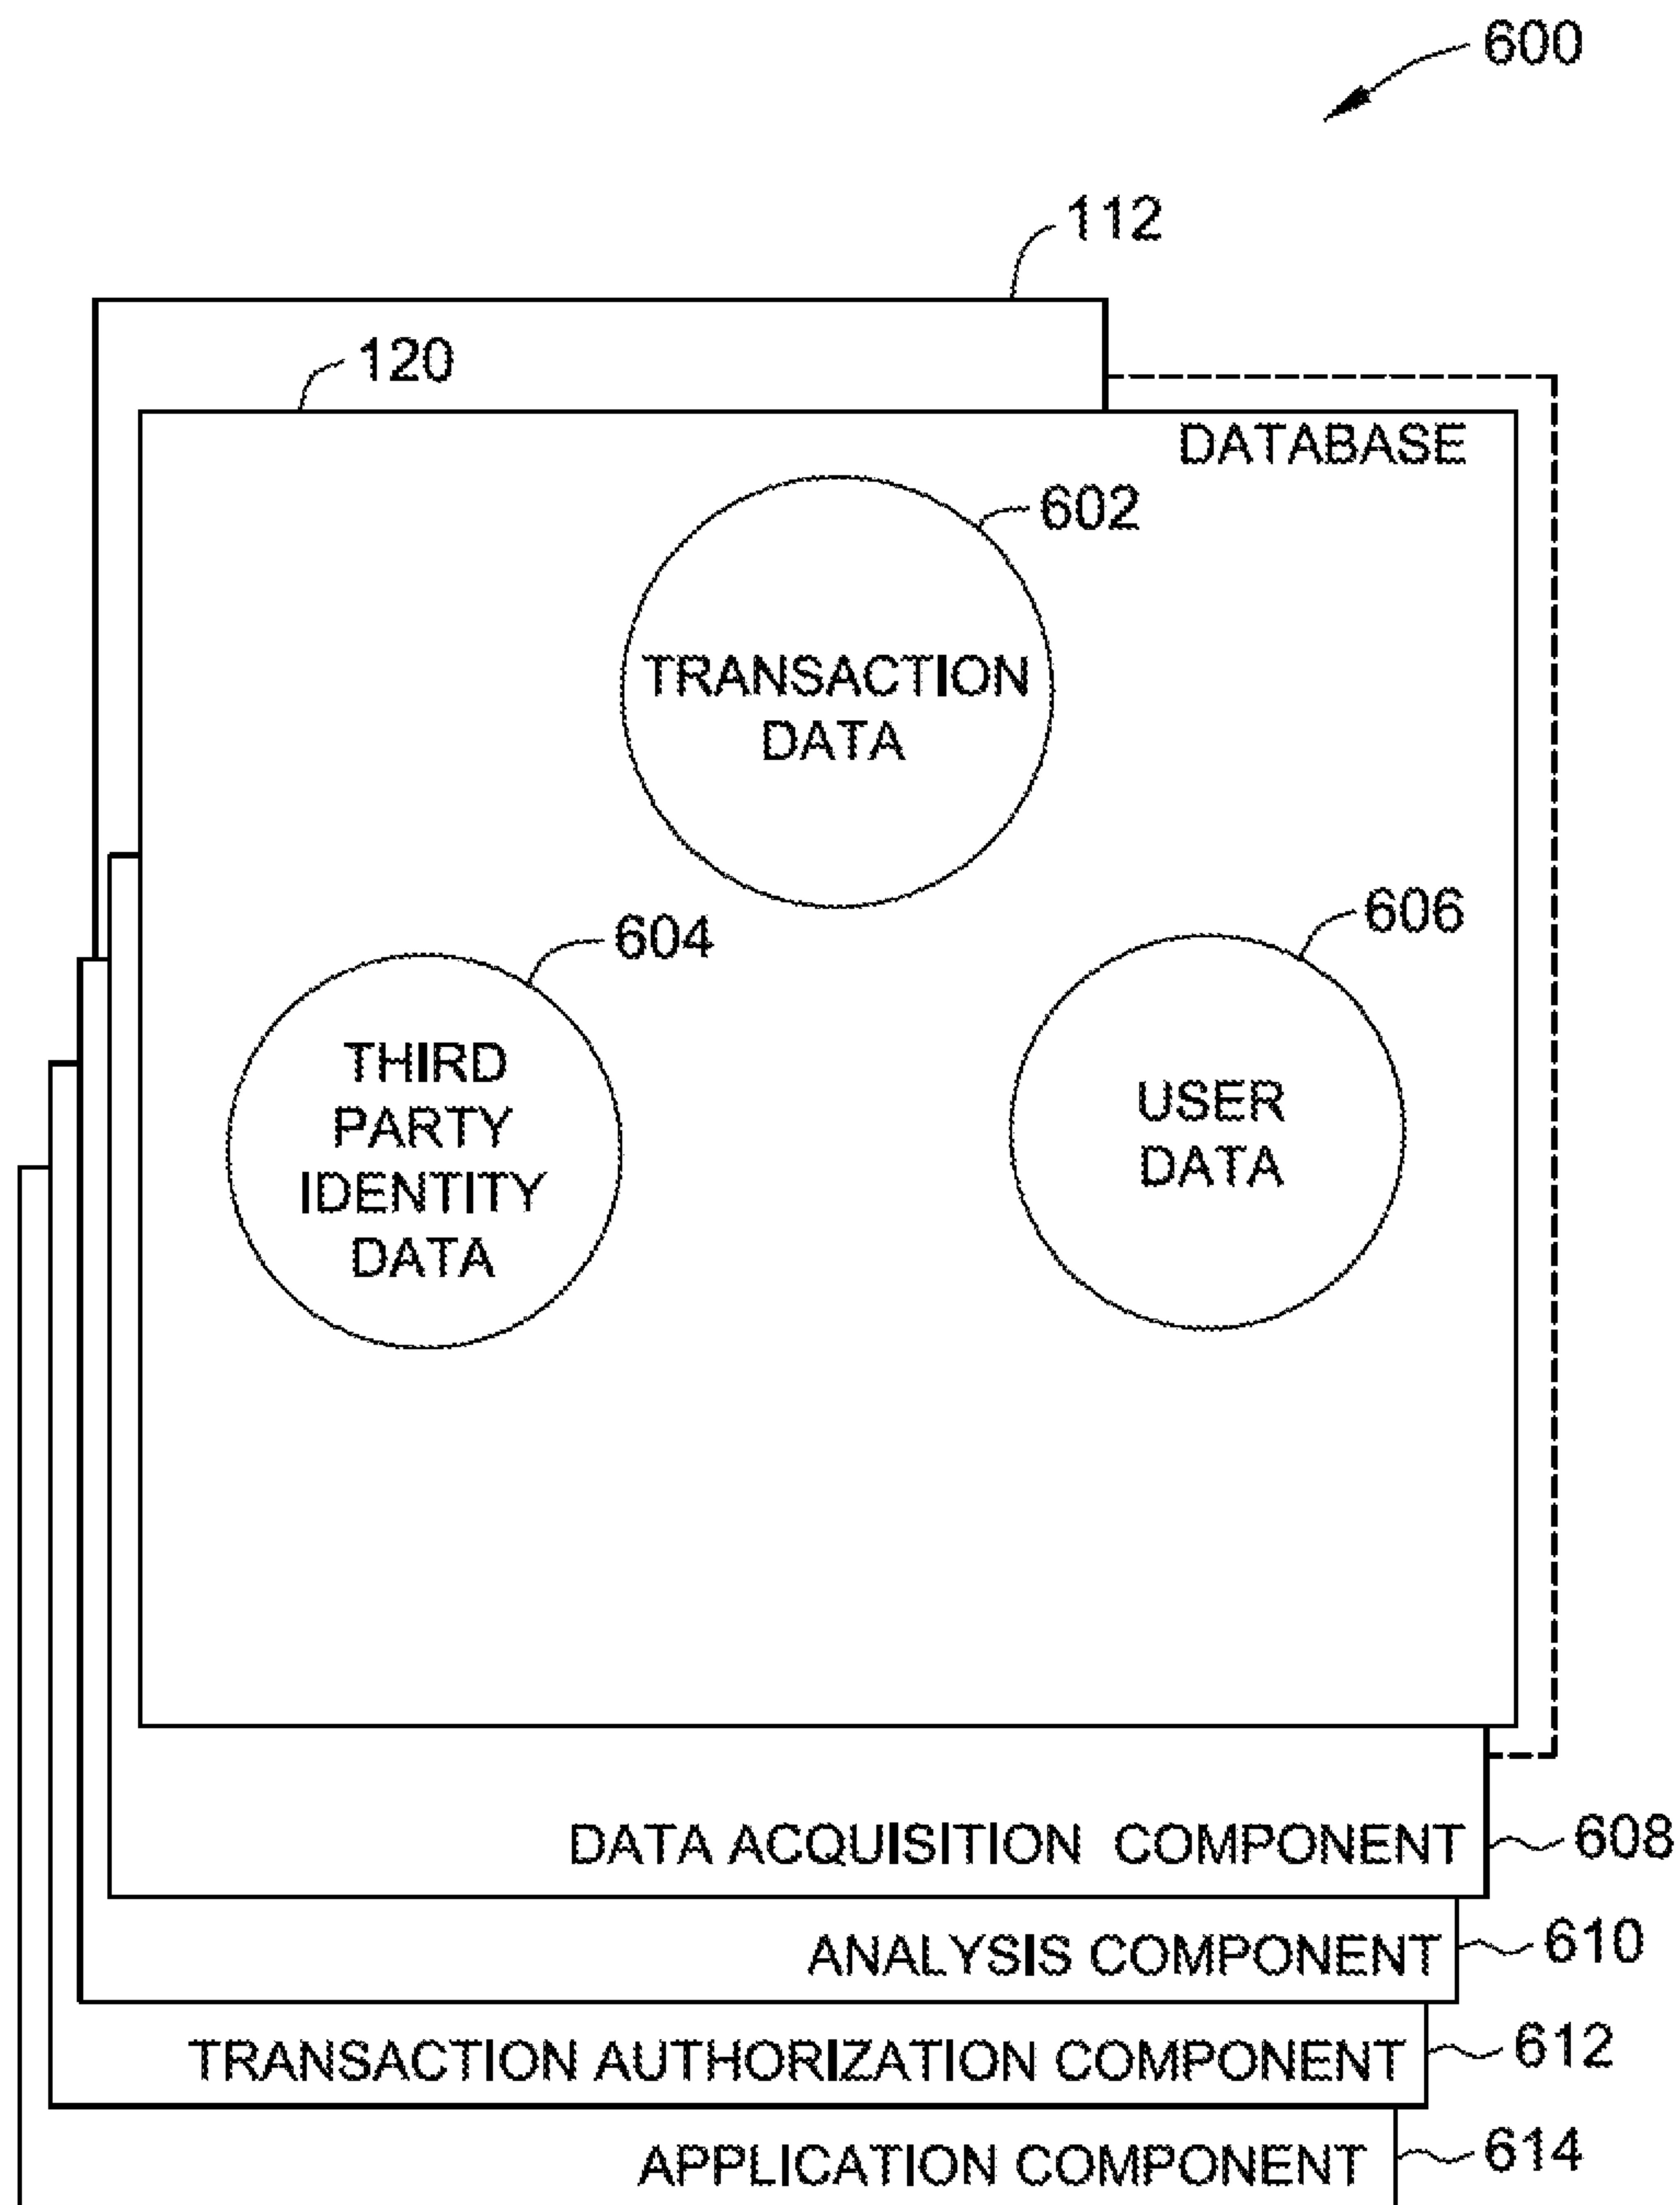 600
112
120
DATABASE
602
TRANSACTION
DATA
604
606
THIRD
PARTY
IDENTITY
DATA
USER
DATA
DATA ACQUISITION COMPONENT
608
ANALYSIS COMPONENT
610
TRANSACTION AUTHORIZATION COMPONENT
612
APPLICATION COMPONENT
614